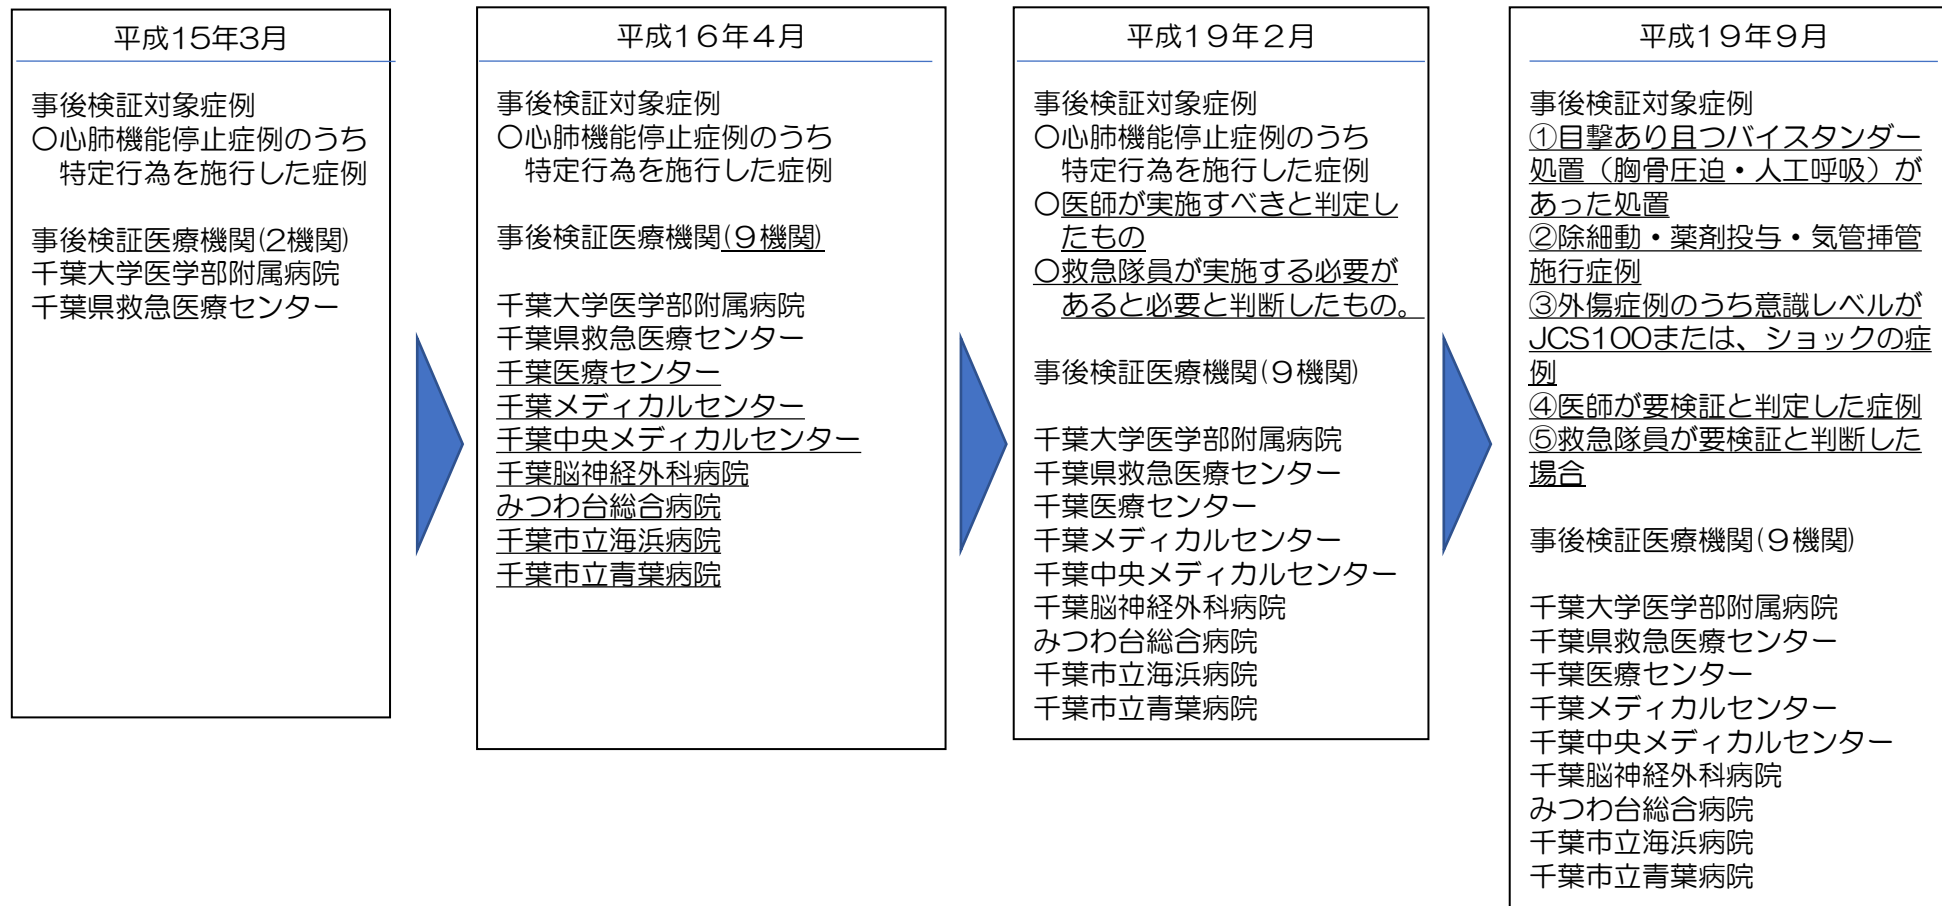 平成15年3月
事後検証対象症例
〇心肺機能停止症例のうち
特定行為を施行した症例
事後検証医療機関(2機関)
千葉大学医学部附属病院
千葉県救急医療センター
平成16年4月
事後検証対象症例
〇心肺機能停止症例のうち
特定行為を施行した症例
事後検証医療機関(9機関)
千葉大学医学部附属病院
千葉県救急医療センター
千葉医療センター
千葉メディカルセンター
千葉中央メディカルセンター
千葉脳神経外科病院
みつわ台総合病院
千葉市立海浜病院
千葉市立青葉病院
平成19年2月
事後検証対象症例
〇心肺機能停止症例のうち
特定行為を施行した症例
〇医師が実施すべきと判定し
たもの
〇救急隊員が実施する必要が
あると必要と判断したもの。
事後検証医療機関(9機関)
千葉大学医学部附属病院
千葉県救急医療センター
千葉医療センター
千葉メディカルセンター
千葉中央メディカルセンター
千葉脳神経外科病院
みつわ台総合病院
千葉市立海浜病院
千葉市立青葉病院
平成19年9月
事後検証対象症例
①目撃あり且つバイスタンダー
処置（胸骨圧迫・人工呼吸）が
あった処置
②除細動・薬剤投与・気管挿管
施行症例
③外傷症例のうち意識レベルが
JCS100または、ショックの症
例
④医師が要検証と判定した症例
⑤救急隊員が要検証と判断した
場合
事後検証医療機関(9機関)
千葉大学医学部附属病院
千葉県救急医療センター
千葉医療センター
千葉メディカルセンター
千葉中央メディカルセンター
千葉脳神経外科病院
みつわ台総合病院
千葉市立海浜病院
千葉市立青葉病院